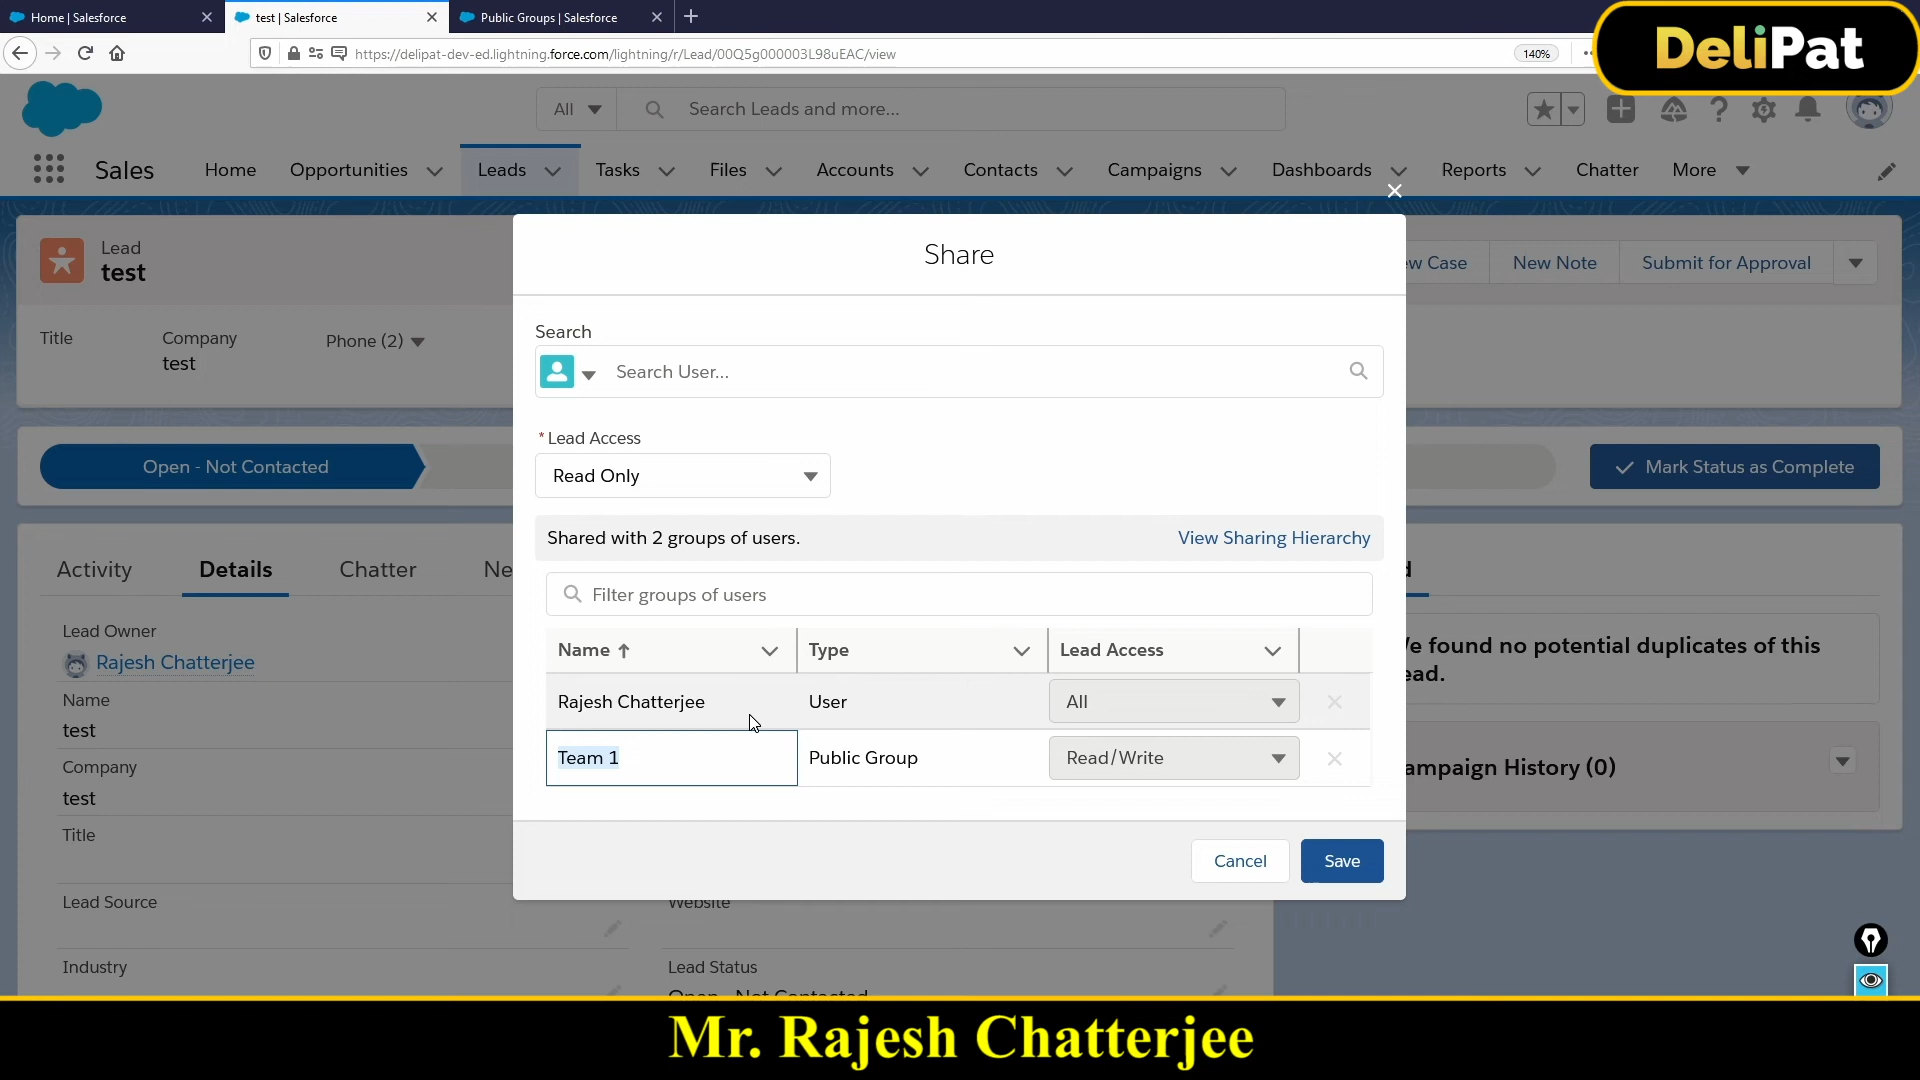 Home | Salesforce
test | Salesforce
Public Groups | Salesforce
https://delipat-dev-ed.lightning.force.com/lightning/r/Lead/00Q5g000003L98uEAC/view
140%
DeliPat
All
Search Leads and more...
Sales
Home
Opportunities
Leads
Tasks
Files
Accounts
Contacts
Campaigns
Dashboards
Reports
Chatter
More
Lead
test
Case
New Note
Submit for Approval
Title
Company
test
Phone (2)
Open - Not Contacted
Mark Status as Complete
Activity
Details
Chatter
Ne
Lead Owner
Rajesh Chatterjee
Name
test
Company
test
Title
Lead Source
Website
Industry
Lead Status
Open - Not Contacted
Share
Search
Search User...
* Lead Access
Read Only
Shared with 2 groups of users.
View Sharing Hierarchy
Filter groups of users
Name
Type
Lead Access
Rajesh Chatterjee
User
All
Team 1
Public Group
Read/Write
Cancel
Save
found no potential duplicates of this
ead.
ampaign History (0)
Mr. Rajesh Chatterjee